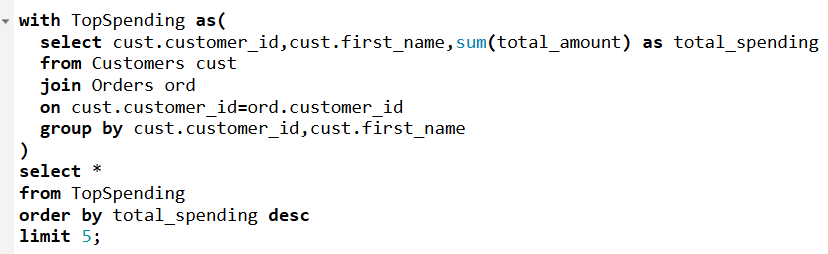 with TopSpending as(
  select cust.customer_id,cust.first_name,sum(total_amount) as total_spending
  from Customers cust
  join Orders ord
  on cust.customer_id=ord.customer_id
  group by cust.customer_id,cust.first_name
)
select *
from TopSpending
order by total_spending desc
limit 5;